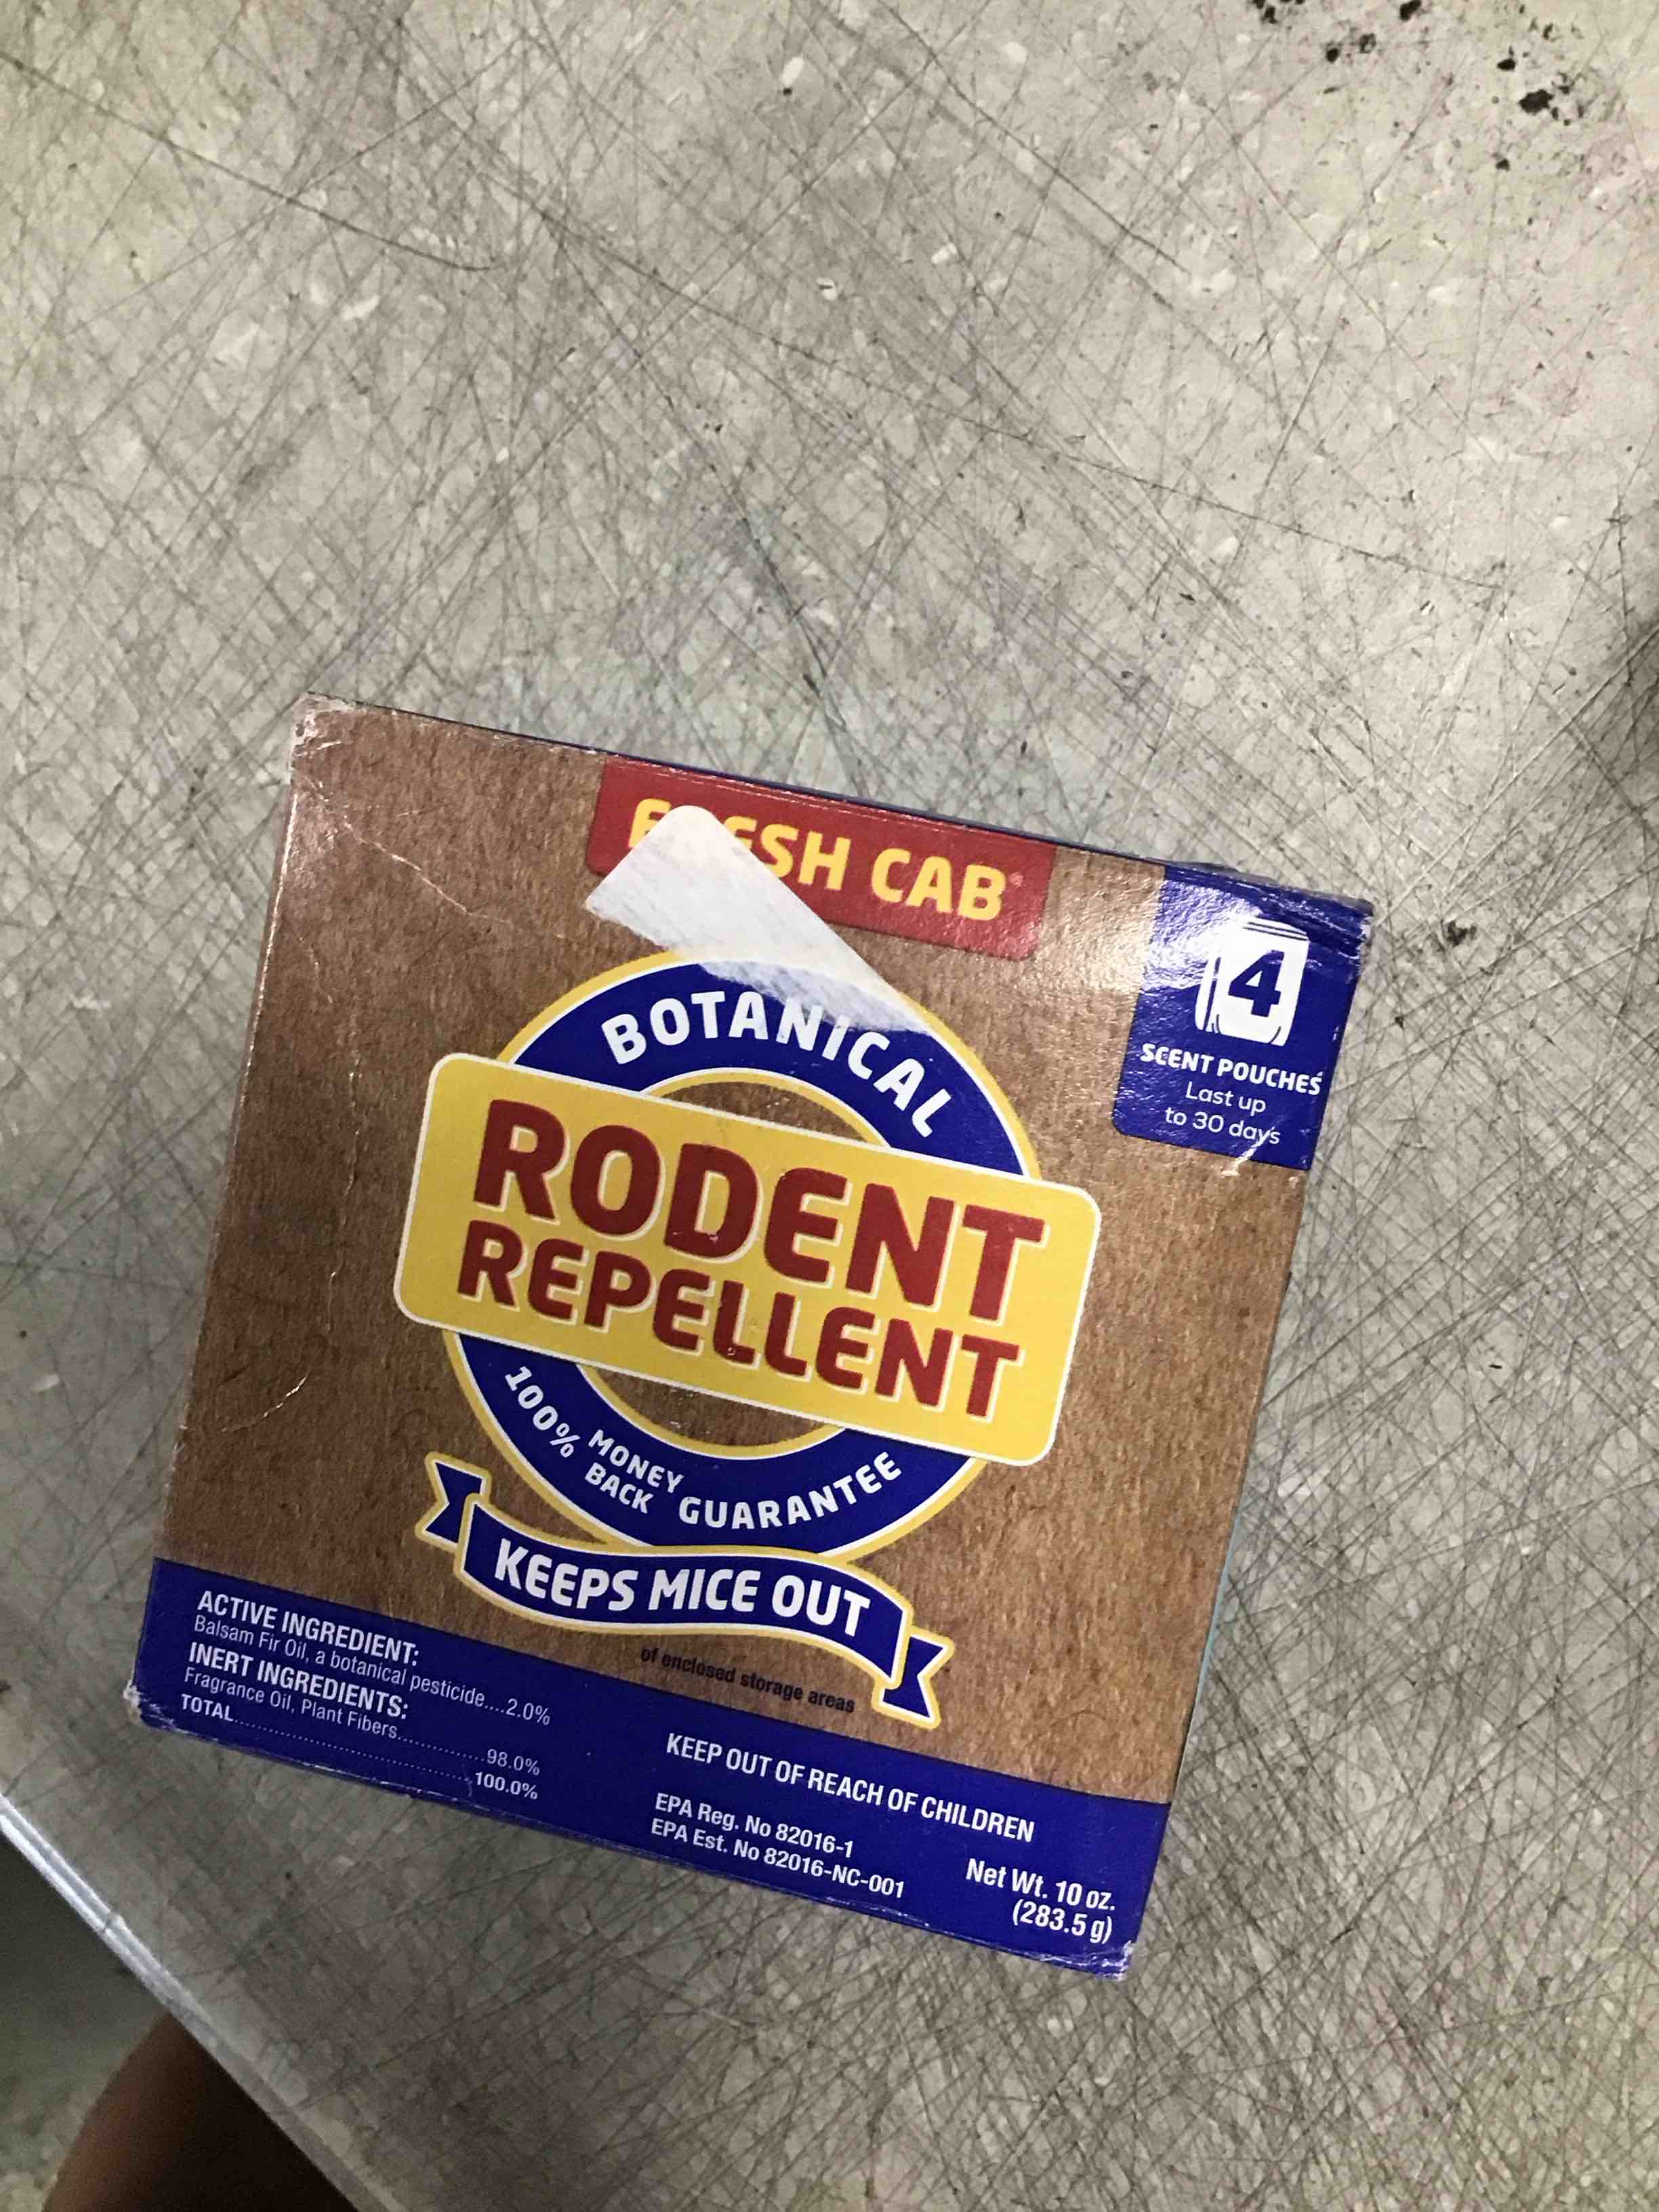 FRESH CAB®
4
SCENT POUCHES
Last up
to 30 days
BOTANICAL
RODENT
REPELLENT
100% MONEY BACK GUARANTEE
KEEPS MICE OUT
of enclosed storage areas
ACTIVE INGREDIENT:
Balsam Fir Oil, a botanical pesticide....2.0%
INERT INGREDIENTS:
Fragrance Oil, Plant Fibers................98.0%
TOTAL.............................................100.0%
KEEP OUT OF REACH OF CHILDREN
EPA Reg. No 82016-1
EPA Est. No 82016-NC-001
Net Wt. 10 oz.
(283.5 g)